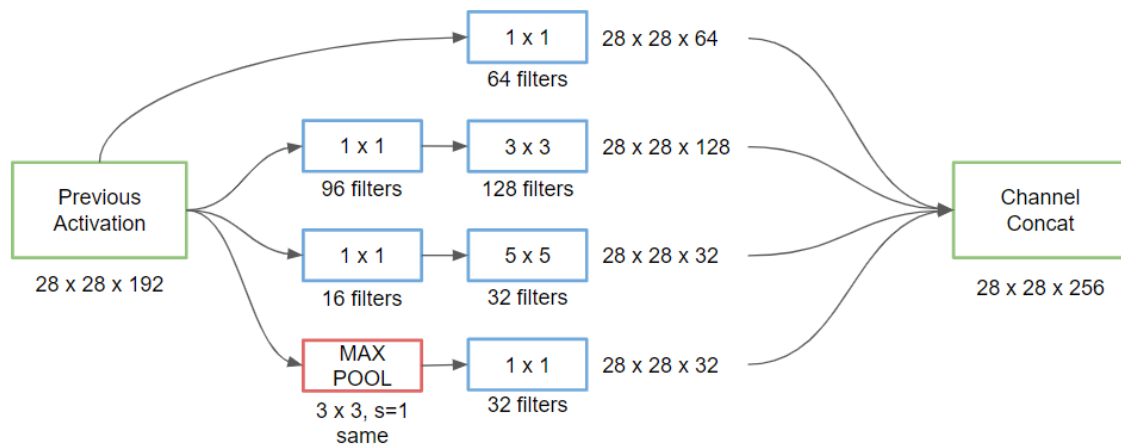 1 x 1
28 x 28 x 64
64 filters
1 x 1
3 x 3
28 x 28 x 128
96 filters
128 filters
Previous
Activation
28 x 28 x 192
1 x 1
5 x 5
28 x 28 x 32
16 filters
32 filters
MAX
POOL
3 x 3, s=1
same
1 x 1
28 x 28 x 32
32 filters
Channel
Concat
28 x 28 x 256